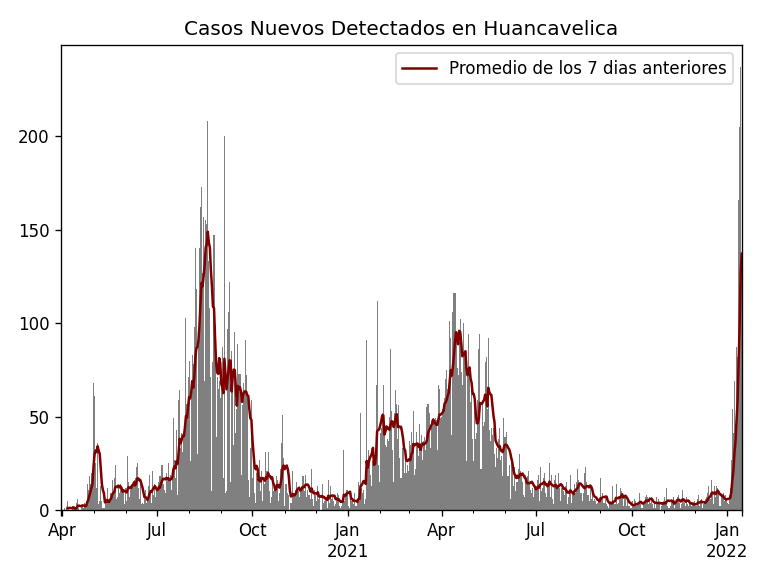 Casos Nuevos Detectados en Huancavelica
Promedio de los 7 dias anteriores
200
150
100
50
0
Apr Jul Oct Jan Apr Jul Oct Jan
2021 2022